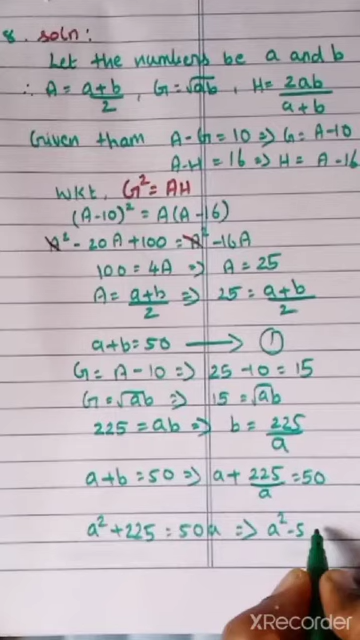 8. soln:
Let the numbers be a and b
∴ A = a+b/2 , G = √ab , H = 2ab/a+b
Given tham A-G = 10 => G = A-10
A-H = 16 => H = A-16
WKT, G² = AH
(A-10)² = A(A-16)
A² - 20A + 100 = A² - 16A
100 = 4A => A = 25
A = a+b/2 => 25 = a+b/2
a+b = 50 → ①
G = A-10 => 25-10 = 15
G = √ab => 15 = √ab
225 = ab => b = 225/a
a+b = 50 => a + 225/a = 50
a² + 225 = 50a => a² - 5
XRecorder